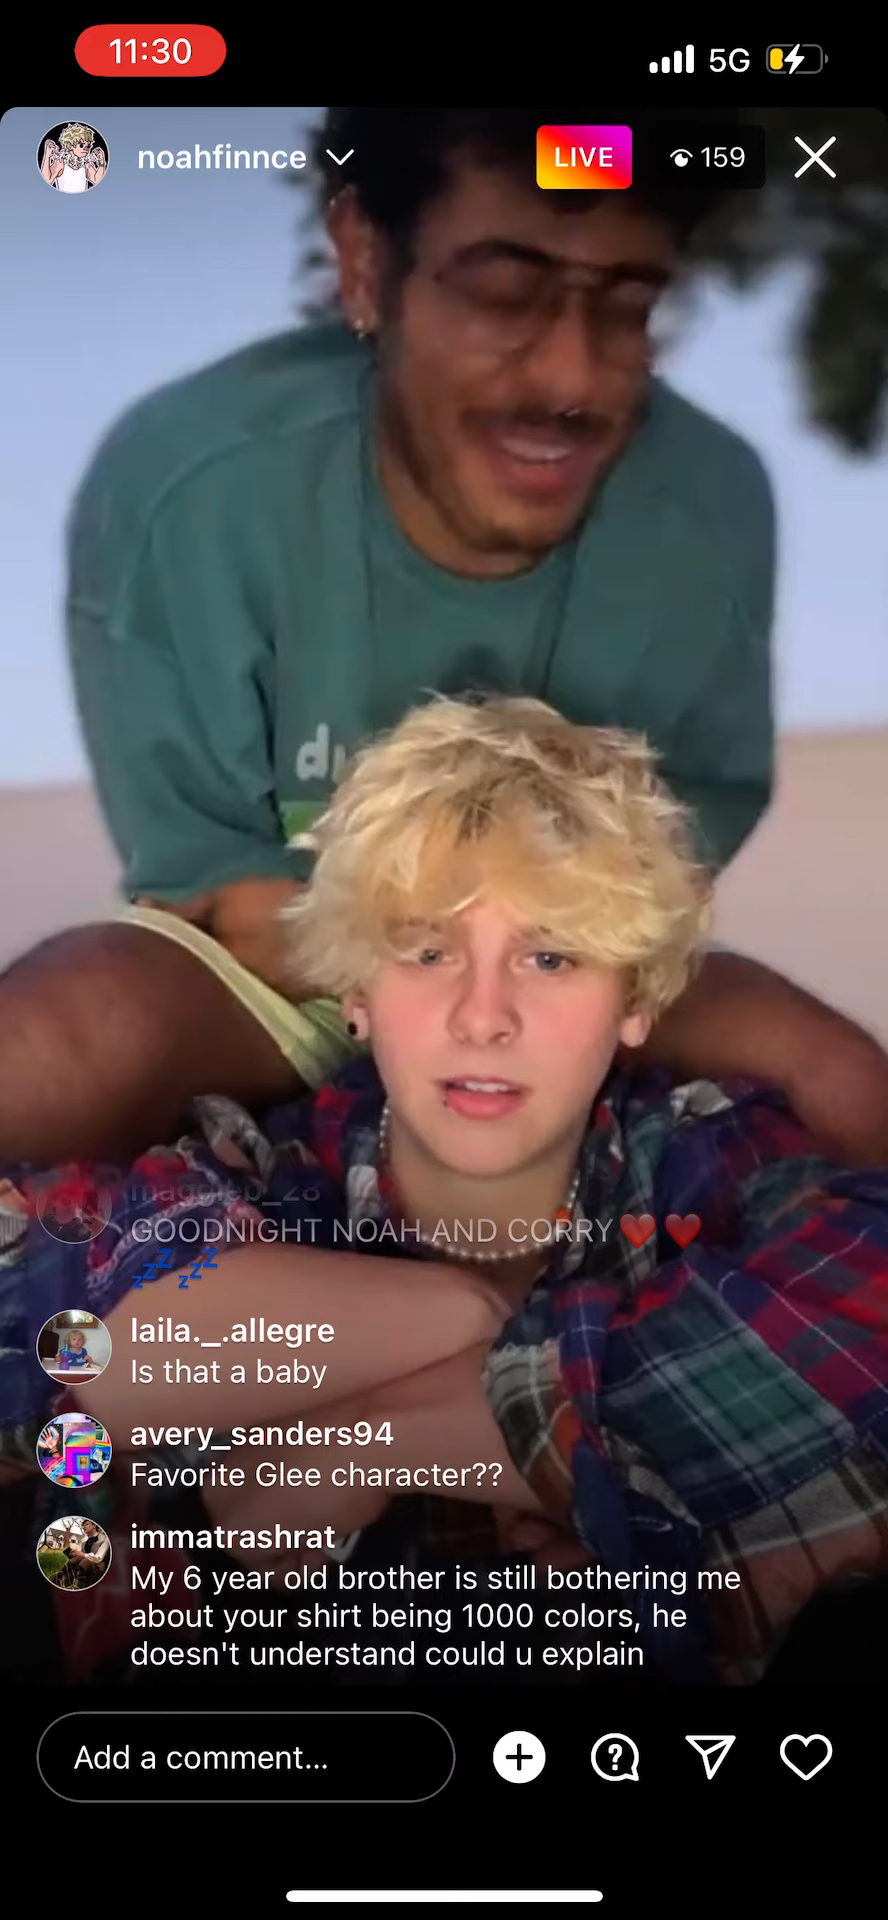 11:30
5G
noahfinnce
LIVE
159
maggieb_28
GOODNIGHT NOAH AND CORRY❤️❤️
💤💤
laila._.allegre
Is that a baby
avery_sanders94
Favorite Glee character??
immatrashrat
My 6 year old brother is still bothering me
about your shirt being 1000 colors, he
doesn't understand could u explain
Add a comment...